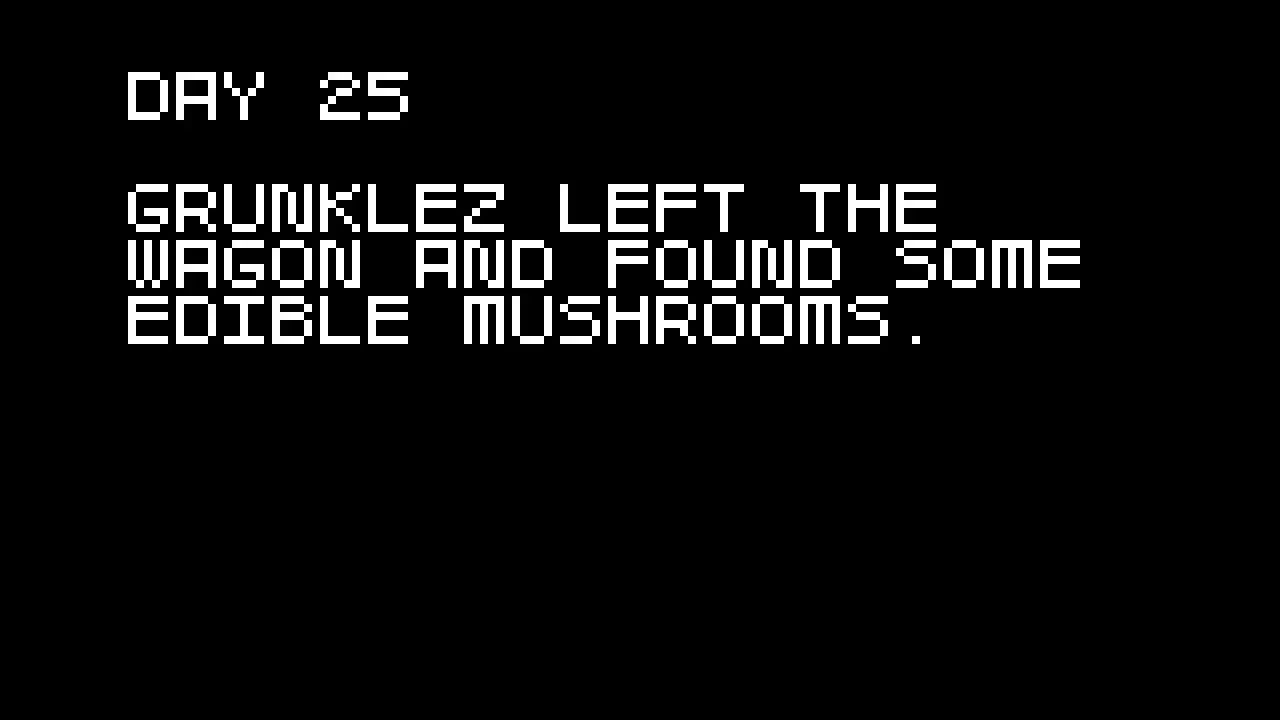 DAY 25
GRUNKLEZ LEFT THE
WAGON AND FOUND SOME
EDIBLE MUSHROOMS.